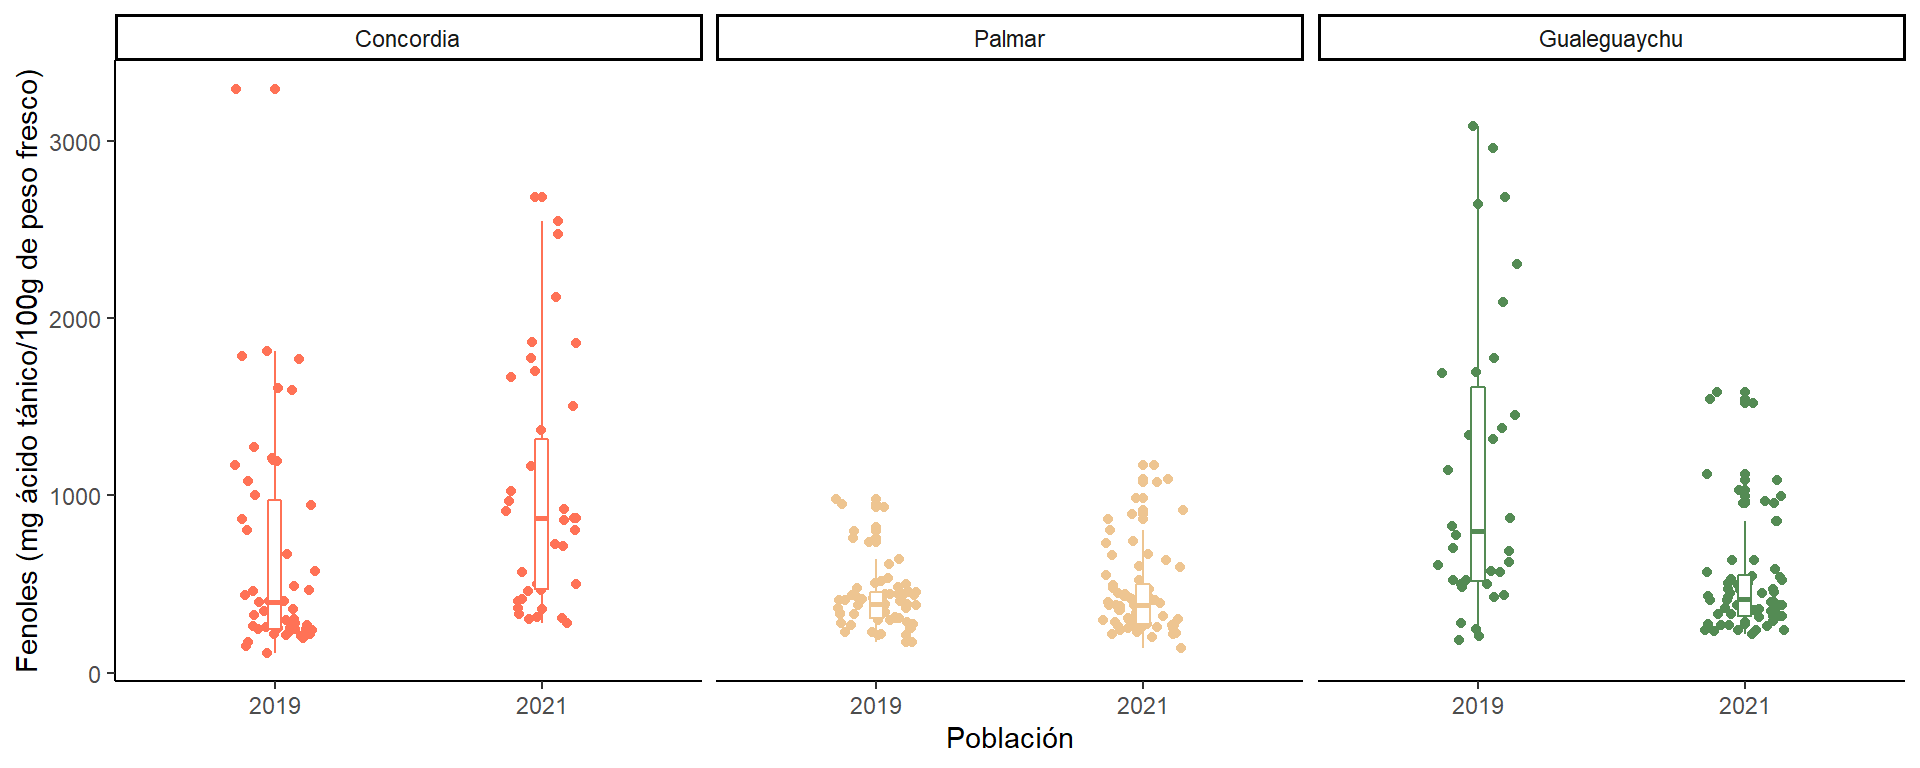 Concordia
Palmar
Gualeguaychu
Fenoles (mg ácido tánico/100g de peso fresco)
3000
2000
1000
0
2019
2021
2019
2021
2019
2021
Población